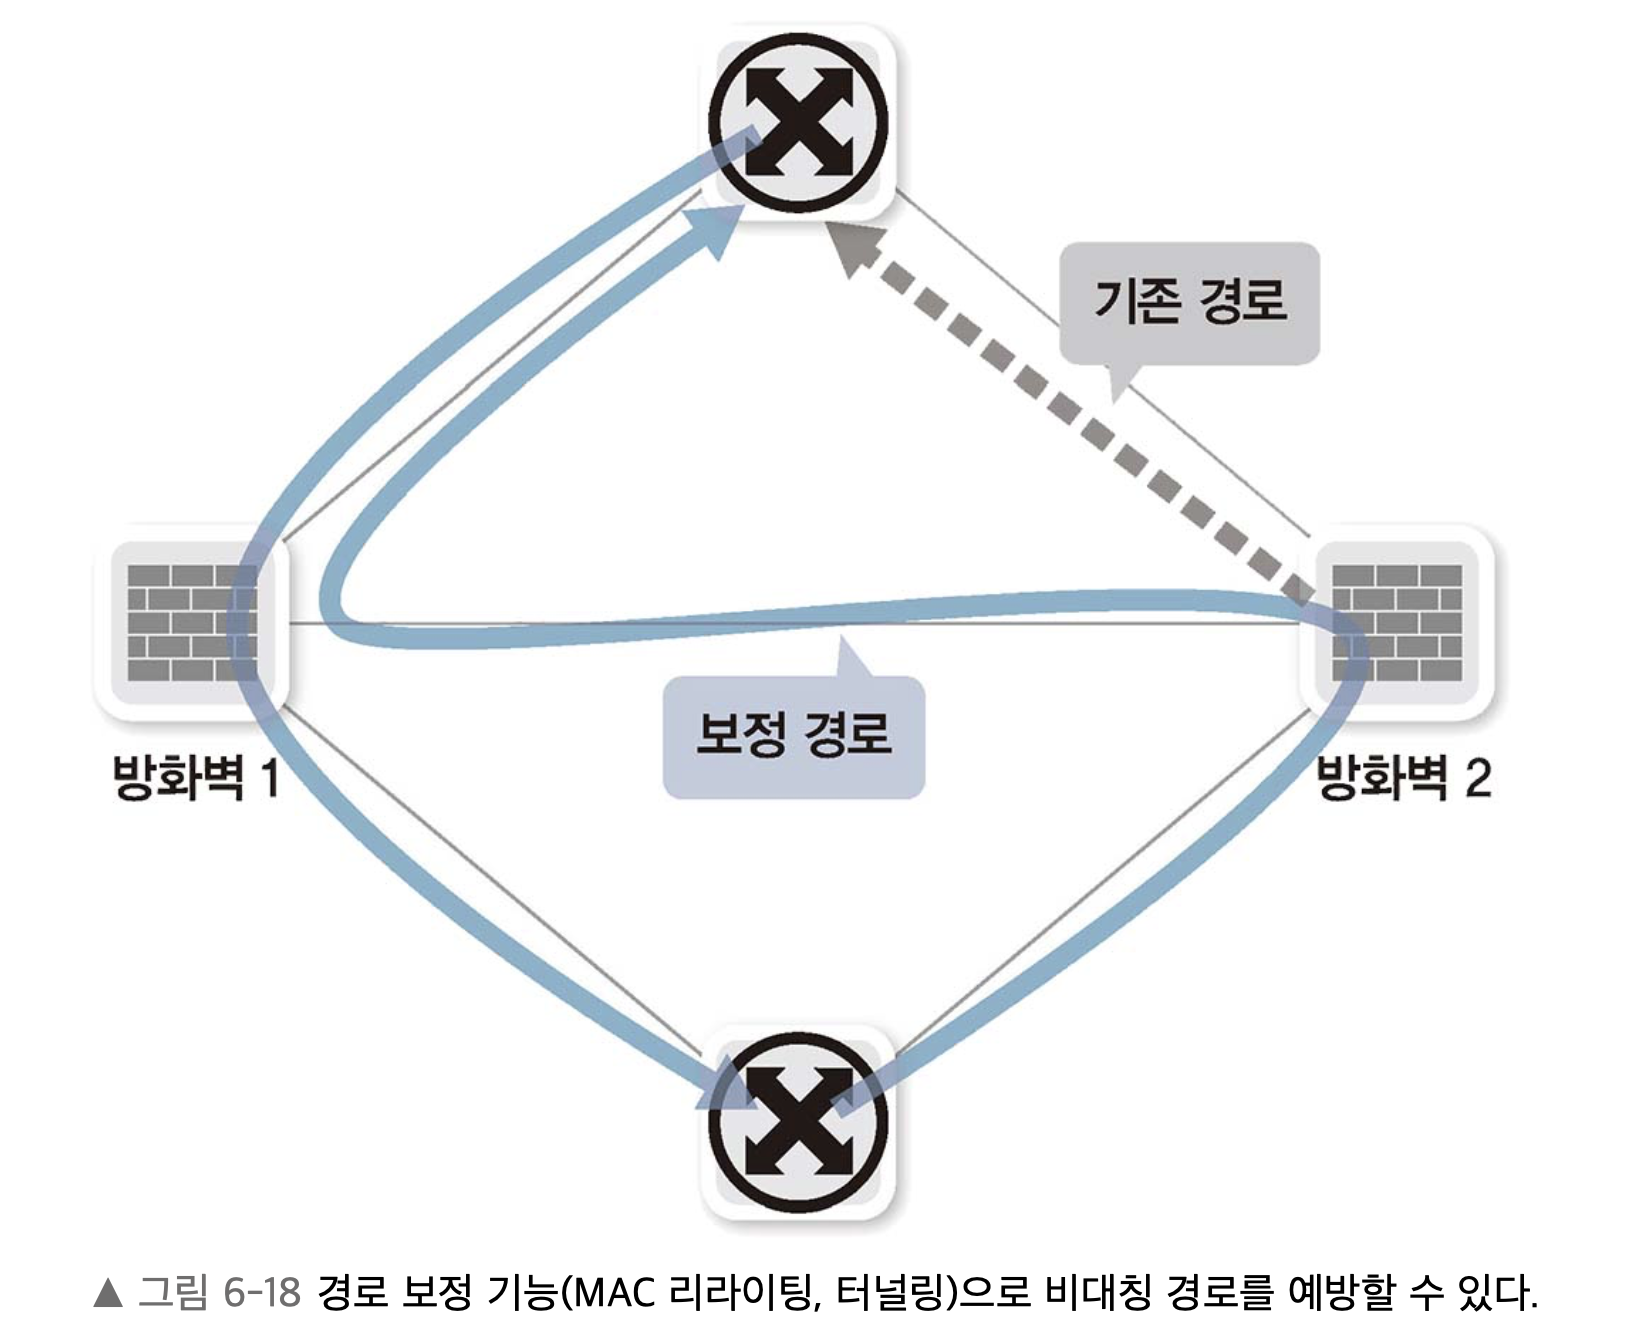 기존 경로
보정 경로
방화벽 1
방화벽 2
▲ 그림 6-18 경로 보정 기능(MAC 리라이팅, 터널링)으로 비대칭 경로를 예방할 수 있다.